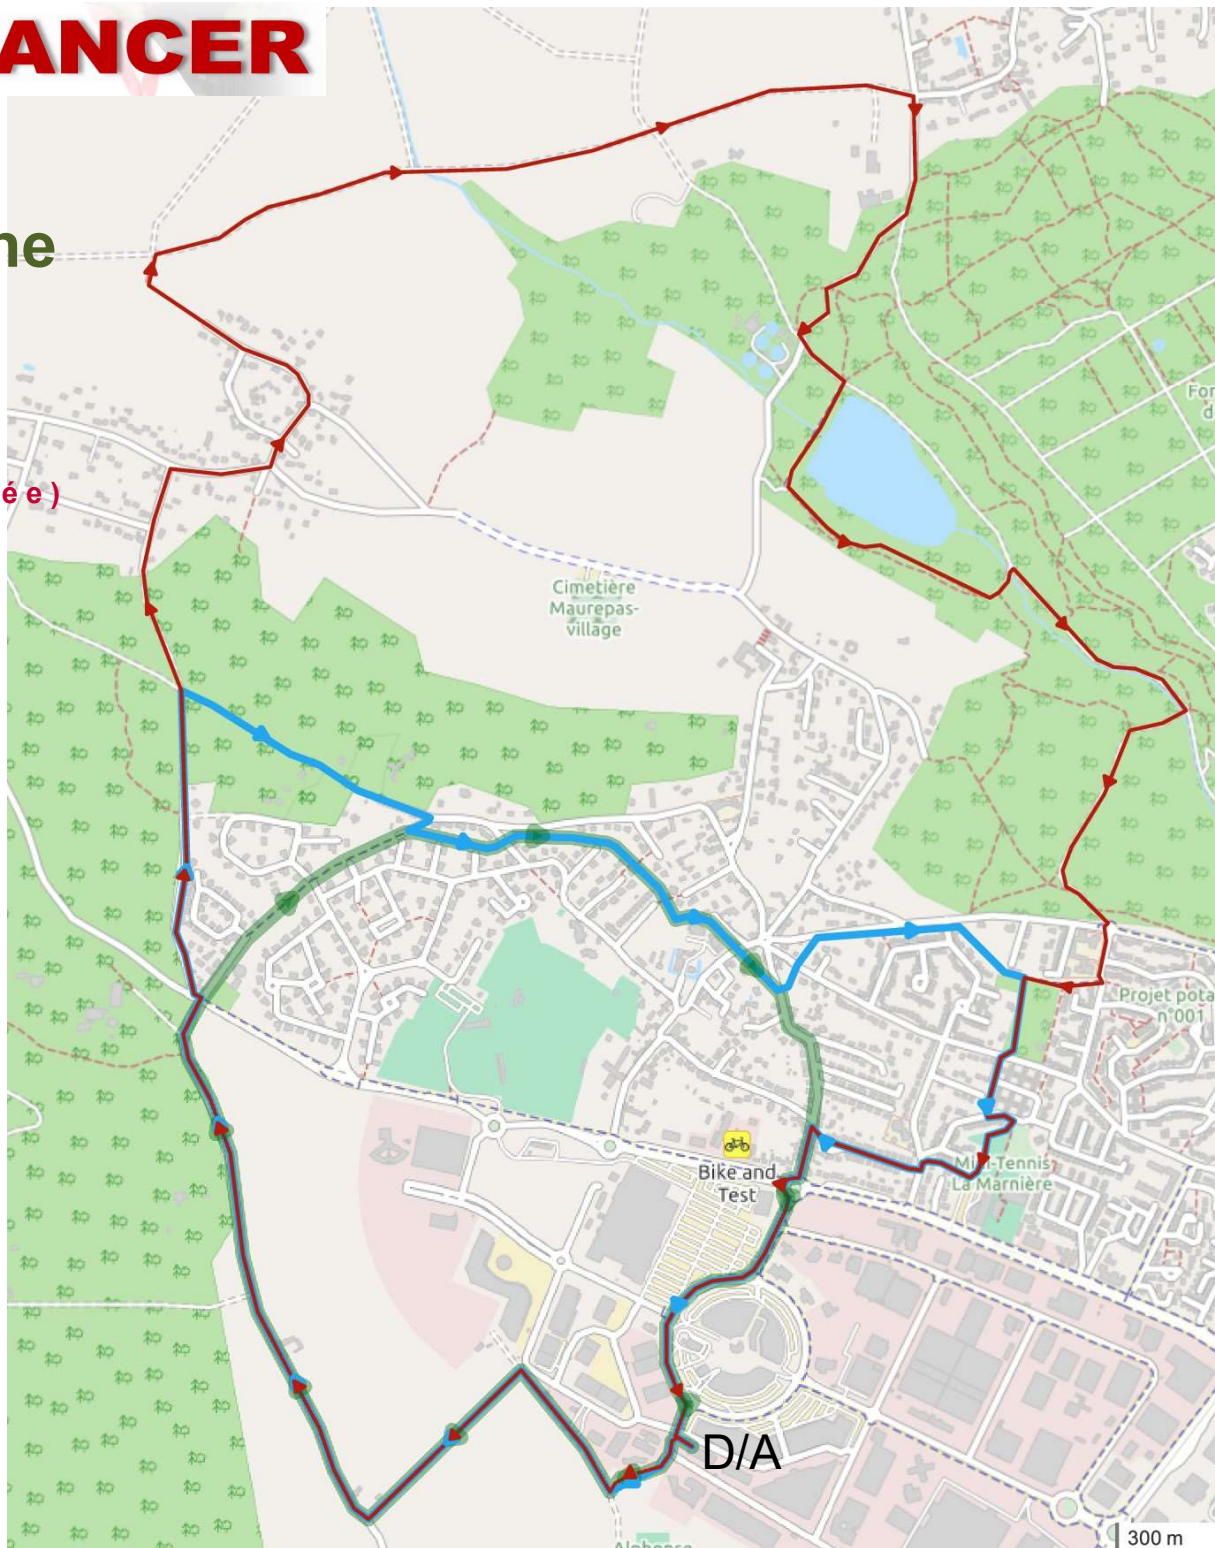 ANCER
ne
é e )
Cimetière
Maurepas-
village
Projet pota
n°001
Bike and
Test
Mini-Tennis
La Marnière
D/A
300 m